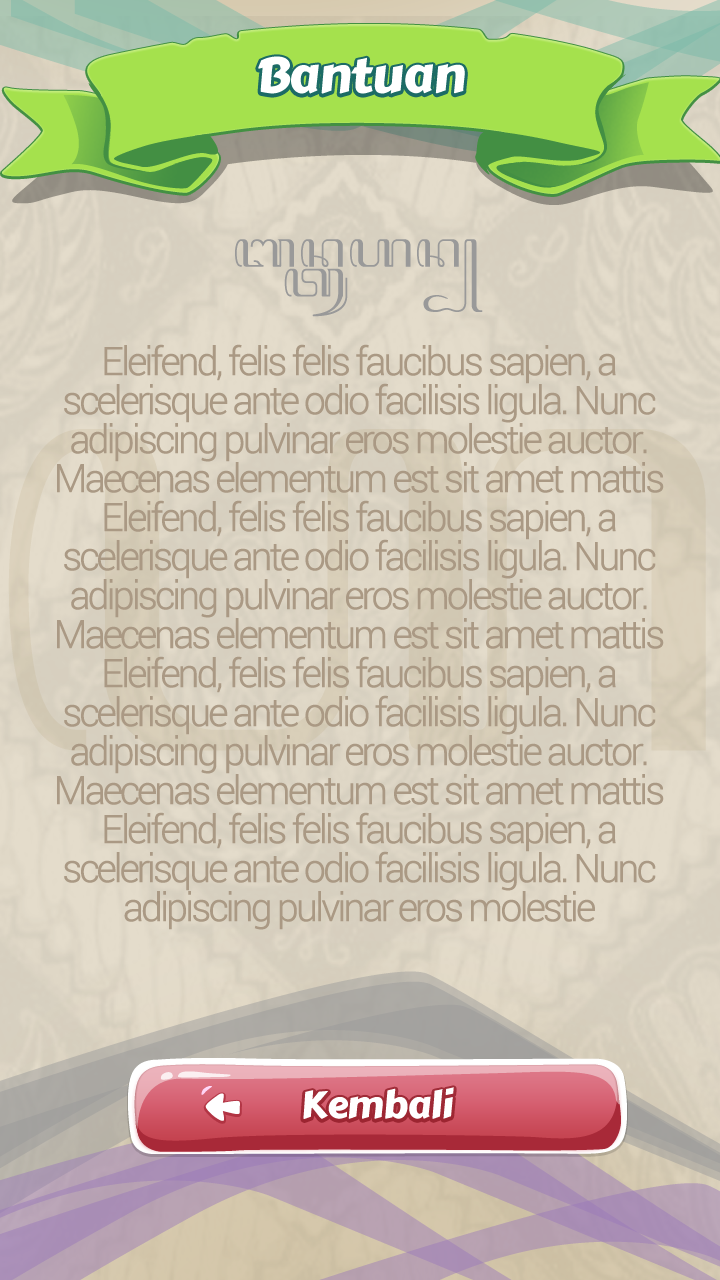 Bantuan
ꦧꦤ꧀ꦠꦸꦲꦤ꧀
Eleifend, felis felis faucibus sapien, a
scelerisque ante odio facilisis ligula. Nunc
adipiscing pulvinar eros molestie auctor.
Maecenas elementum est sit amet mattis
Eleifend, felis felis faucibus sapien, a
scelerisque ante odio facilisis ligula. Nunc
adipiscing pulvinar eros molestie auctor.
Maecenas elementum est sit amet mattis
Eleifend, felis felis faucibus sapien, a
scelerisque ante odio facilisis ligula. Nunc
adipiscing pulvinar eros molestie auctor.
Maecenas elementum est sit amet mattis
Eleifend, felis felis faucibus sapien, a
scelerisque ante odio facilisis ligula. Nunc
adipiscing pulvinar eros molestie
Kembali